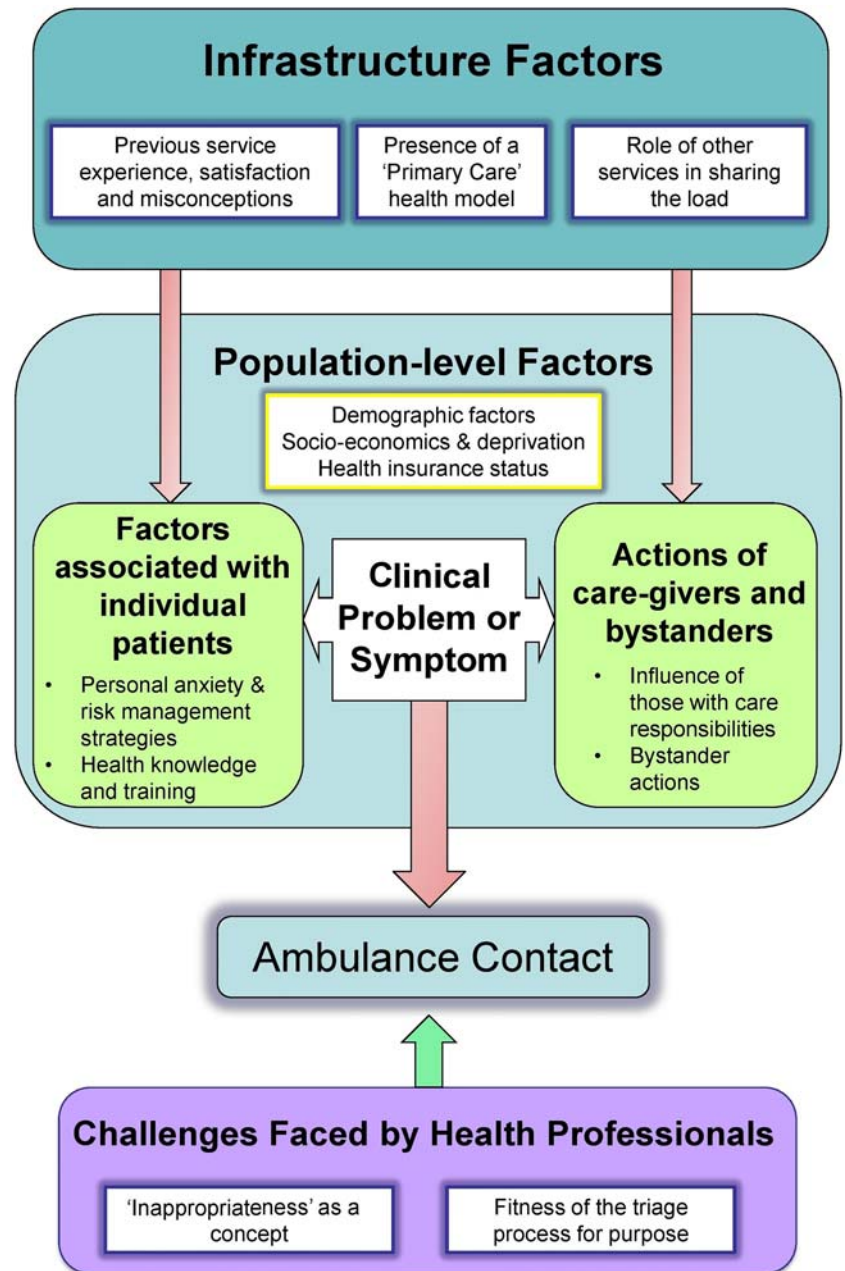 Infrastructure Factors
Previous service
experience, satisfaction
and misconceptions
Presence of a
‘Primary Care’
health model
Role of other
services in sharing
the load
Population-level Factors
Demographic factors
Socio-economics & deprivation
Health insurance status
Factors
associated with
individual
patients
• Personal anxiety &
risk management
strategies
• Health knowledge
and training
Clinical
Problem or
Symptom
Actions of
care-givers and
bystanders
• Influence of
those with care
responsibilities
• Bystander
actions
Ambulance Contact
Challenges Faced by Health Professionals
‘Inappropriateness’ as a
concept
Fitness of the triage
process for purpose